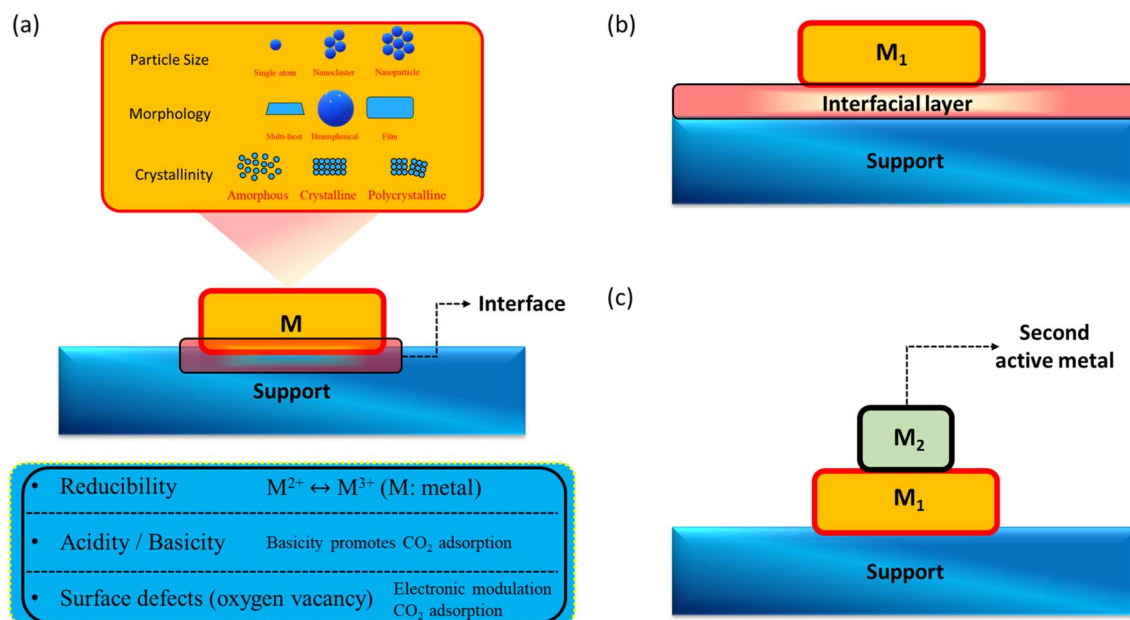 (a)
Particle Size
Single atom Nanocluster Nanoparticle
Morphology
Multi-facet Hemispherical Film
Crystallinity
Amorphous Crystalline Polycrystalline
M
Interface
Support
• Reducibility M²⁺ ↔ M³⁺ (M: metal)
• Acidity / Basicity Basicity promotes CO₂ adsorption
• Surface defects (oxygen vacancy) Electronic modulation
CO₂ adsorption
(b)
M₁
Interfacial layer
Support
(c)
Second
active metal
M₂
M₁
Support